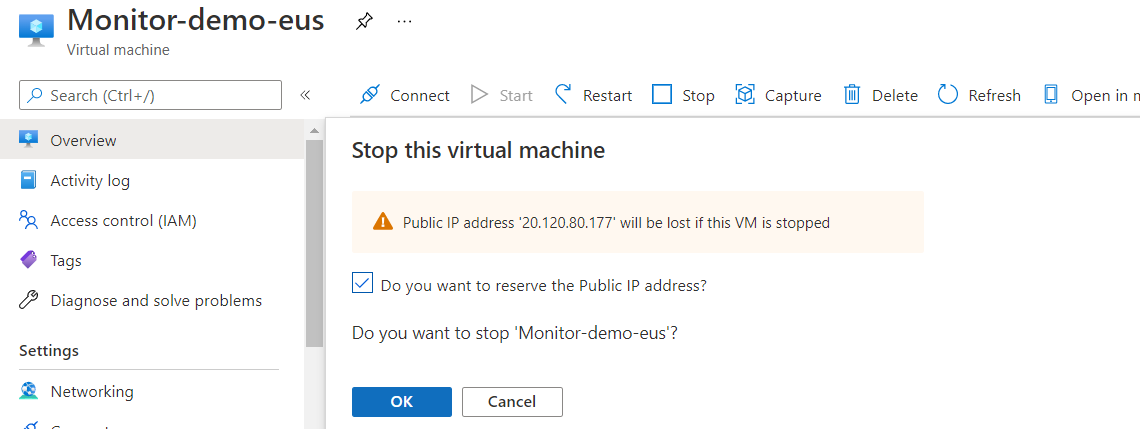 Monitor-demo-eus
...
Virtual machine
Search (Ctrl+/)
«
Connect
Start
Restart
Stop
Capture
Delete
Refresh
Open in m
Overview
Activity log
Access control (IAM)
Tags
Diagnose and solve problems
Settings
Networking
Stop this virtual machine
Public IP address '20.120.80.177' will be lost if this VM is stopped
Do you want to reserve the Public IP address?
Do you want to stop 'Monitor-demo-eus'?
OK
Cancel